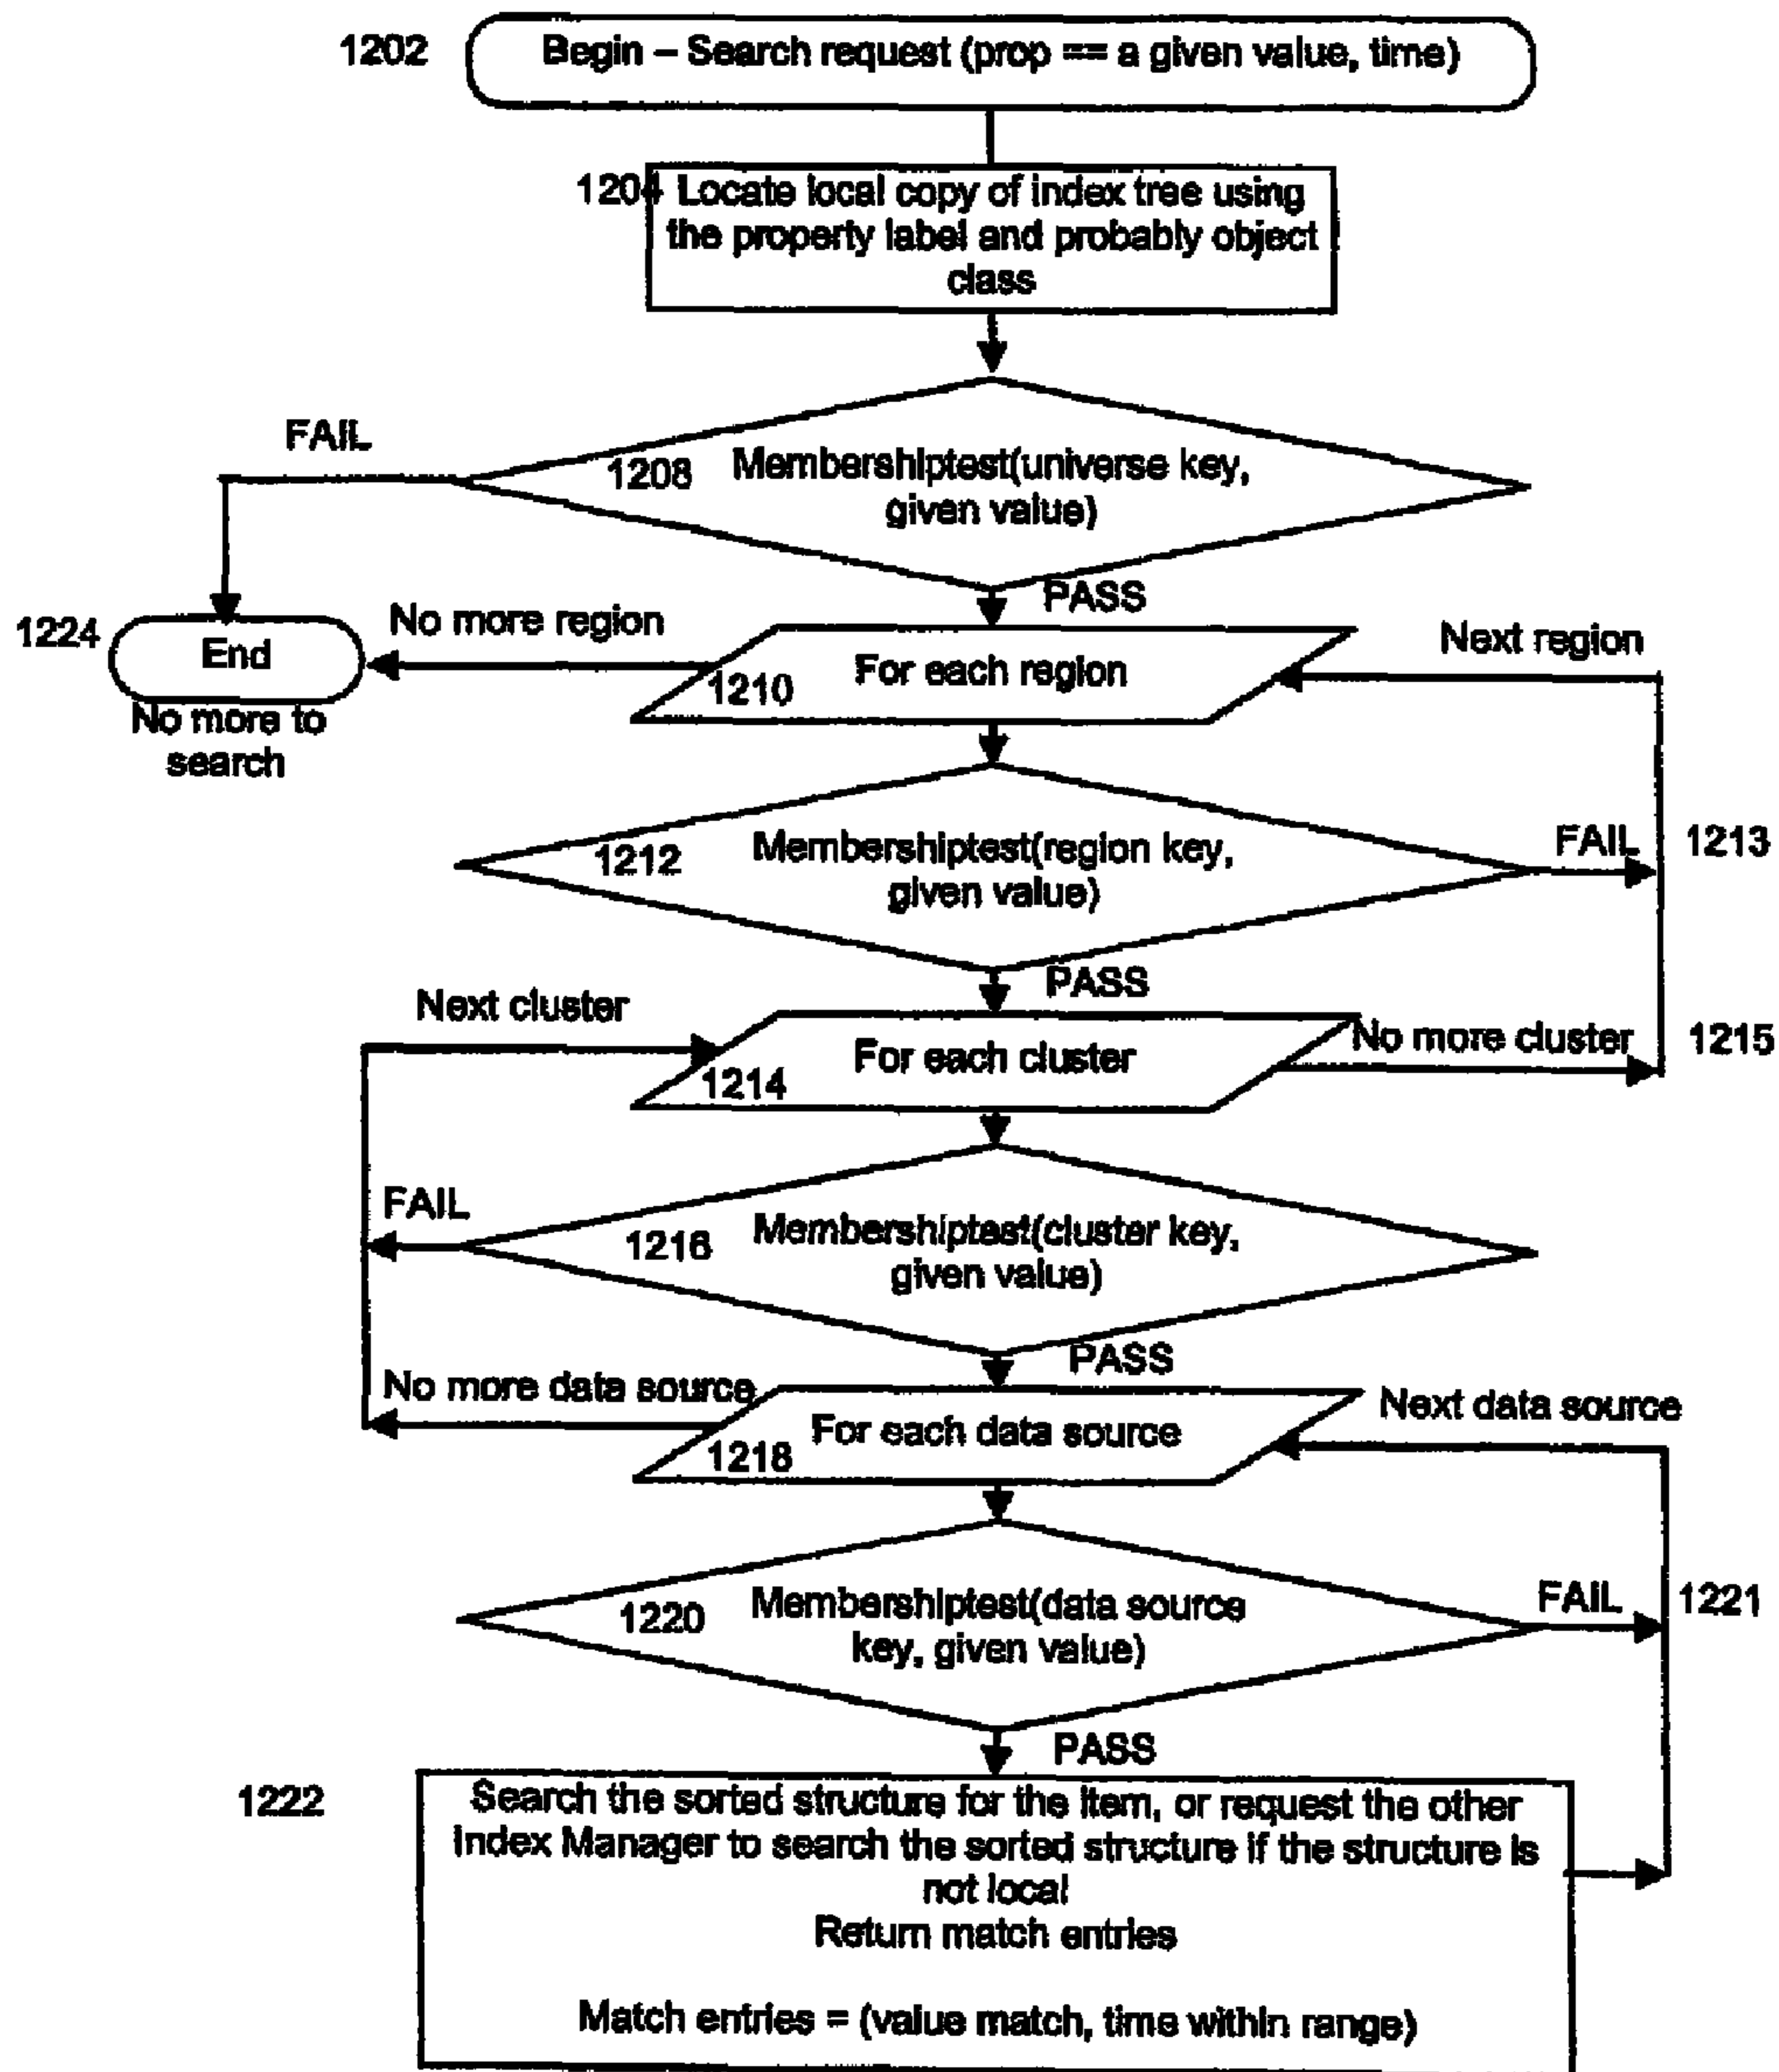 1202 Begin – Search request (prop == a given value, time)
1204 Locate local copy of index tree using
the property label and probably object
class
FAIL
1208 Membershiptest(universe key,
given value)
PASS
1224 End
No more to
search
No more region
1210 For each region
Next region
1212 Membershiptest(region key,
given value)
FAIL 1213
PASS
Next cluster
1214 For each cluster
No more cluster 1215
FAIL
1216 Membershiptest(cluster key,
given value)
PASS
No more data source
1218 For each data source
Next data source
1220 Membershiptest(data source
key, given value)
FAIL 1221
PASS
1222 Search the sorted structure for the item, or request the other
Index Manager to search the sorted structure if the structure is
not local
Return match entries
Match entries = (value match, time within range)